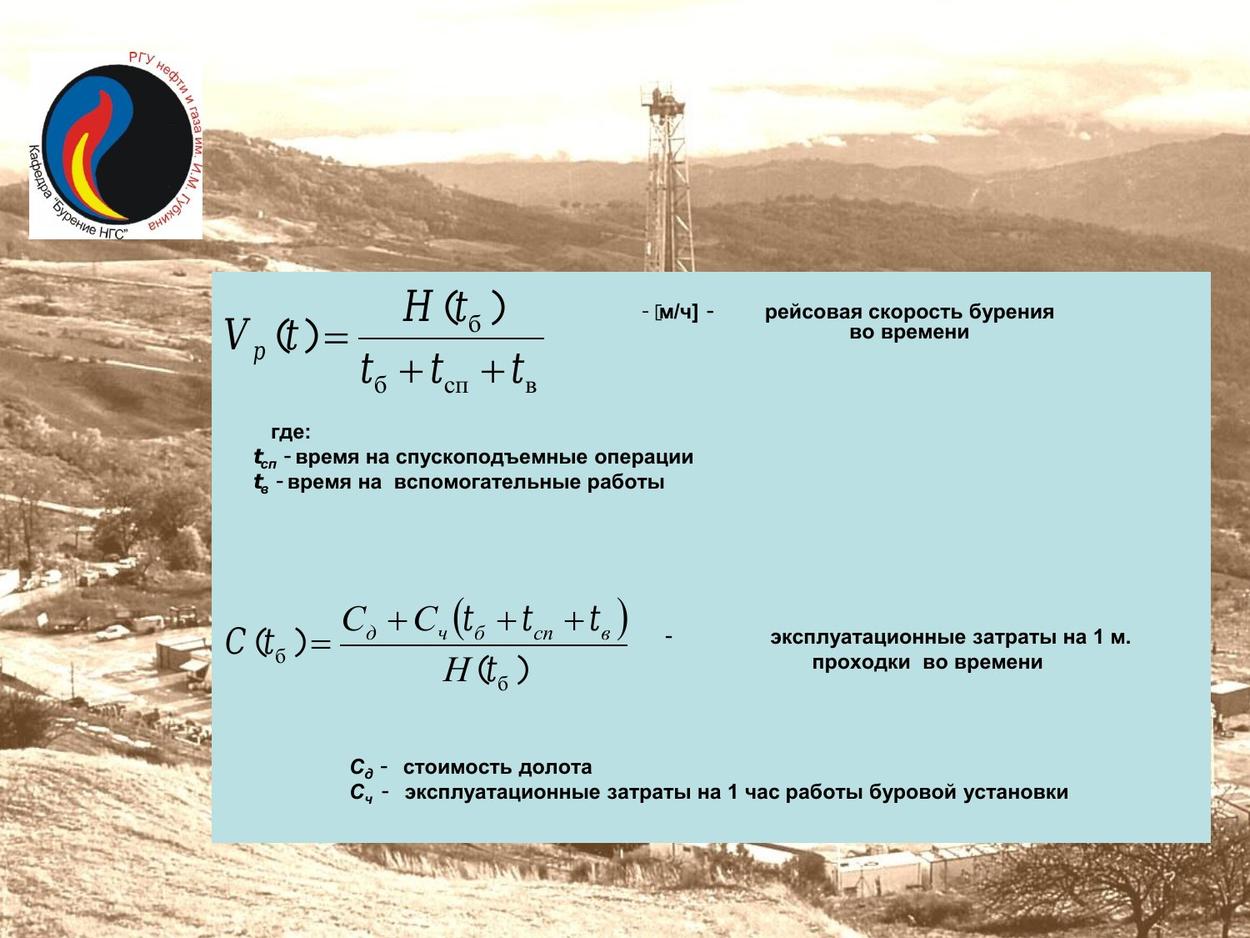 РГУ нефти и газа им. И.М. Губкина
Кафедра "Бурение НГС"
V_р(t) = H(t_б) / (t_б + t_сп + t_в) - [м/ч] - рейсовая скорость бурения
во времени
где:
t_сп - время на спускоподъемные операции
t_в - время на вспомогательные работы
C(t_б) = (C_д + C_ч(t_б + t_сп + t_в)) / H(t_б) - эксплуатационные затраты на 1 м.
проходки во времени
C_д - стоимость долота
C_ч - эксплуатационные затраты на 1 час работы буровой установки